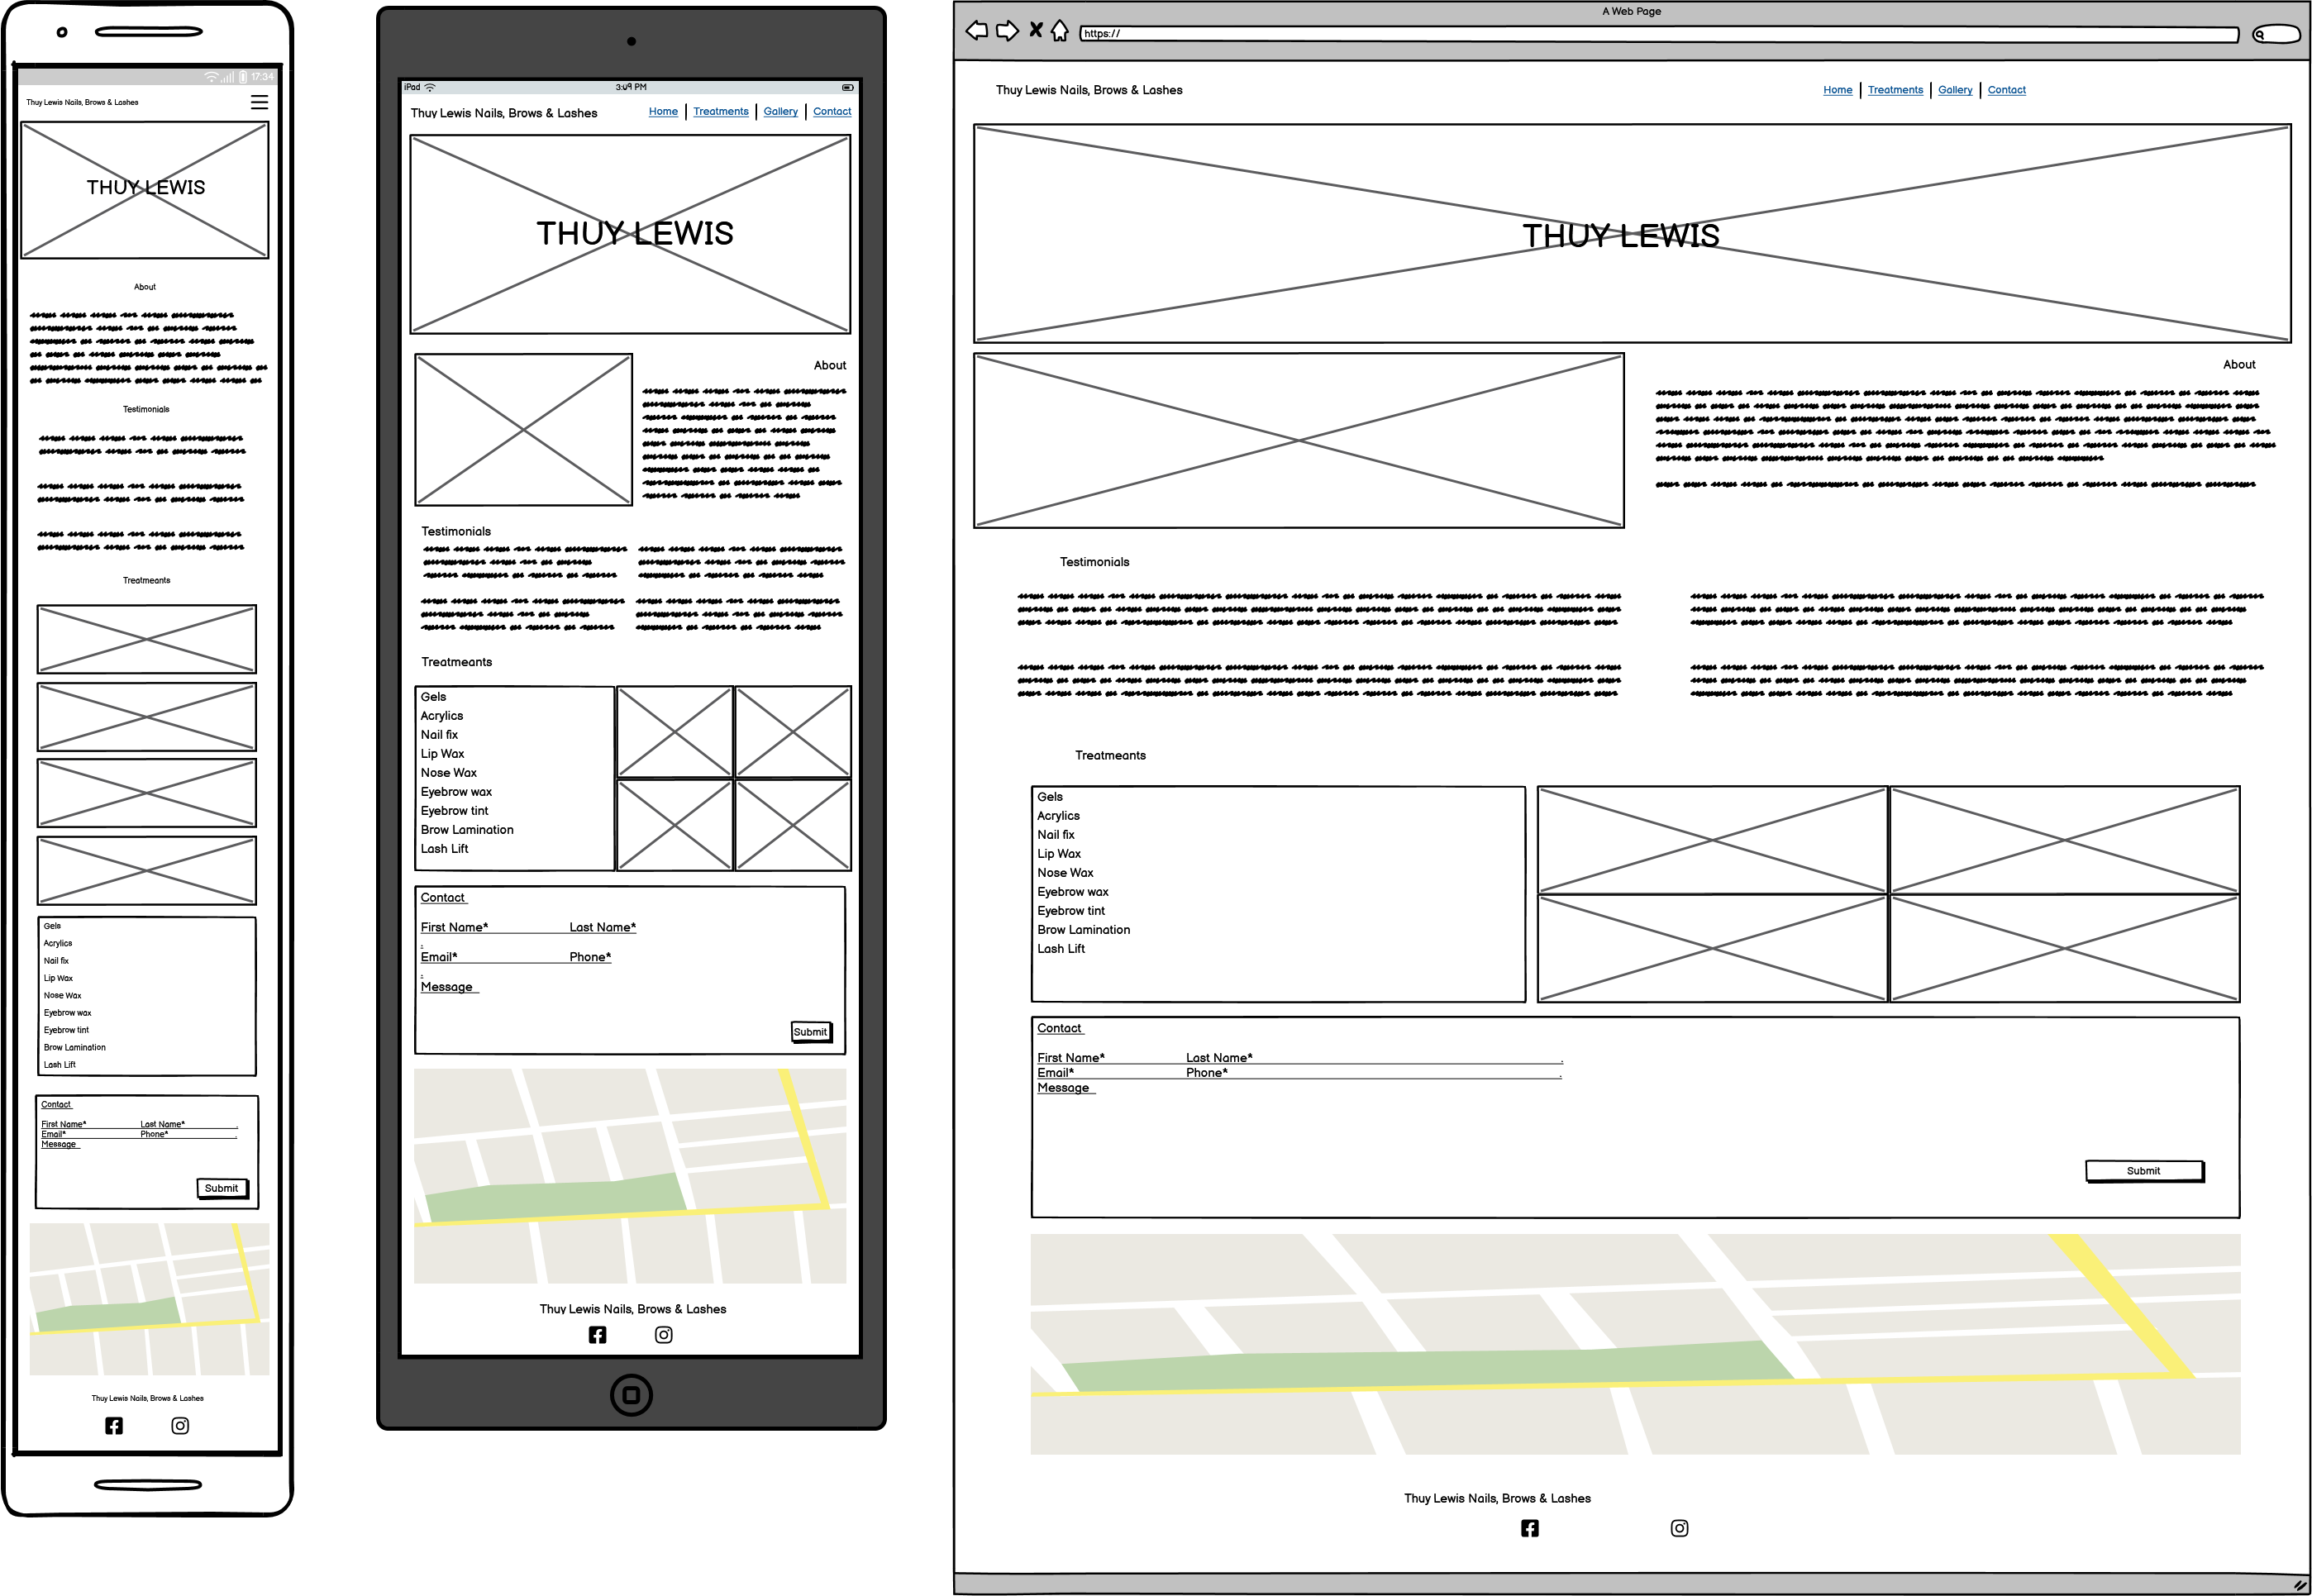 17:34
Thuy Lewis Nails, Brows & Lashes
THUY LEWIS
About
Testimonials
Treatmeants
Gels
Acrylics
Nail fix
Lip Wax
Nose Wax
Eyebrow wax
Eyebrow tint
Brow Lamination
Lash Lift
Contact
First Name* Last Name* .
Email* Phone* .
Message
Submit
Thuy Lewis Nails, Brows & Lashes
iPad 3:09 PM
Thuy Lewis Nails, Brows & Lashes Home Treatments Gallery Contact
THUY LEWIS
About
Testimonials
Treatmeants
Gels
Acrylics
Nail fix
Lip Wax
Nose Wax
Eyebrow wax
Eyebrow tint
Brow Lamination
Lash Lift
Contact
First Name* Last Name*
.
Email* Phone*
.
Message
Submit
Thuy Lewis Nails, Brows & Lashes
A Web Page
https://
Thuy Lewis Nails, Brows & Lashes Home Treatments Gallery Contact
THUY LEWIS
About
Testimonials
Treatmeants
Gels
Acrylics
Nail fix
Lip Wax
Nose Wax
Eyebrow wax
Eyebrow tint
Brow Lamination
Lash Lift
Contact
First Name* Last Name* .
Email* Phone* .
Message
Submit
Thuy Lewis Nails, Brows & Lashes